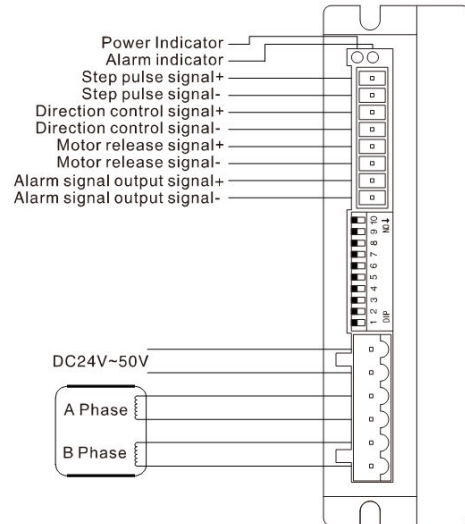 Power Indicator
Alarm indicator
Step pulse signal+
Step pulse signal-
Direction control signal+
Direction control signal-
Motor release signal+
Motor release signal-
Alarm signal output signal+
Alarm signal output signal-
ON↓
10
9
8
7
6
5
4
3
2
1
DIP
DC24V~50V
A Phase
B Phase